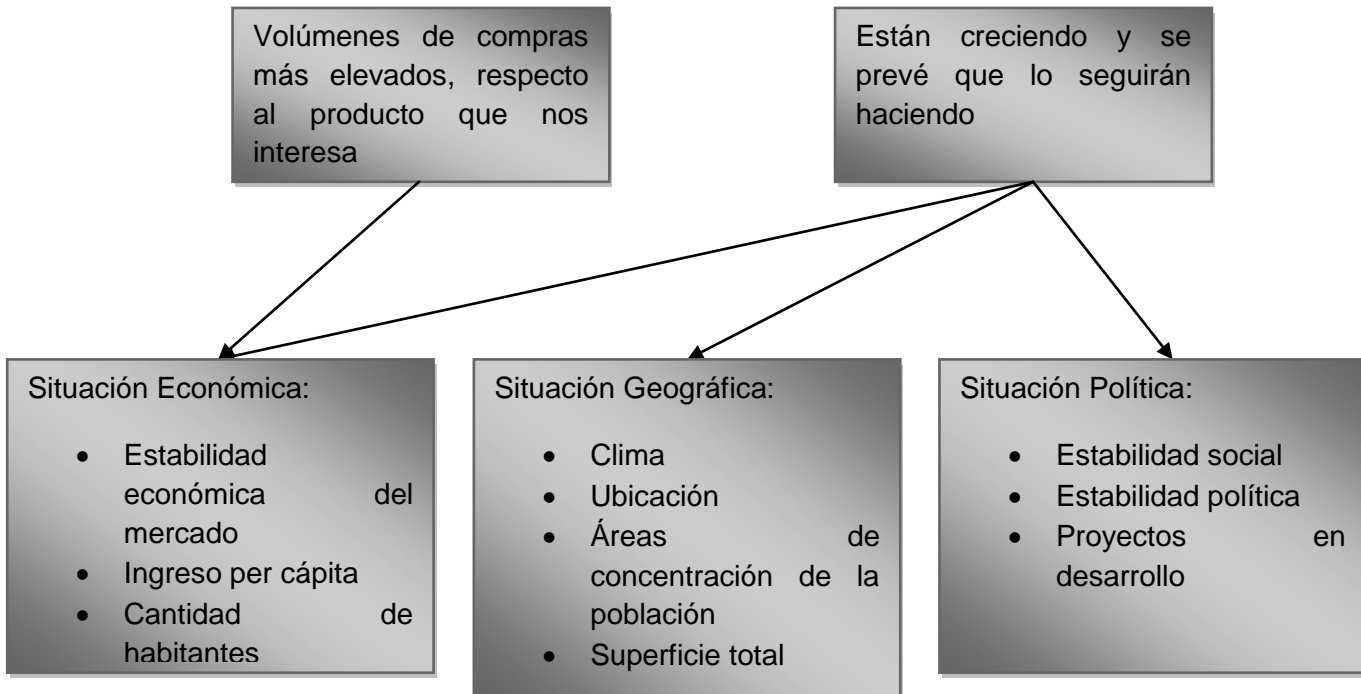 Volúmenes de compras
más elevados, respecto
al producto que nos
interesa
Están creciendo y se
prevé que lo seguirán
haciendo
Situación Económica:
• Estabilidad
económica del
mercado
• Ingreso per cápita
• Cantidad de
habitantes
Situación Geográfica:
• Clima
• Ubicación
• Áreas de
concentración de la
población
• Superficie total
Situación Política:
• Estabilidad social
• Estabilidad política
• Proyectos en
desarrollo